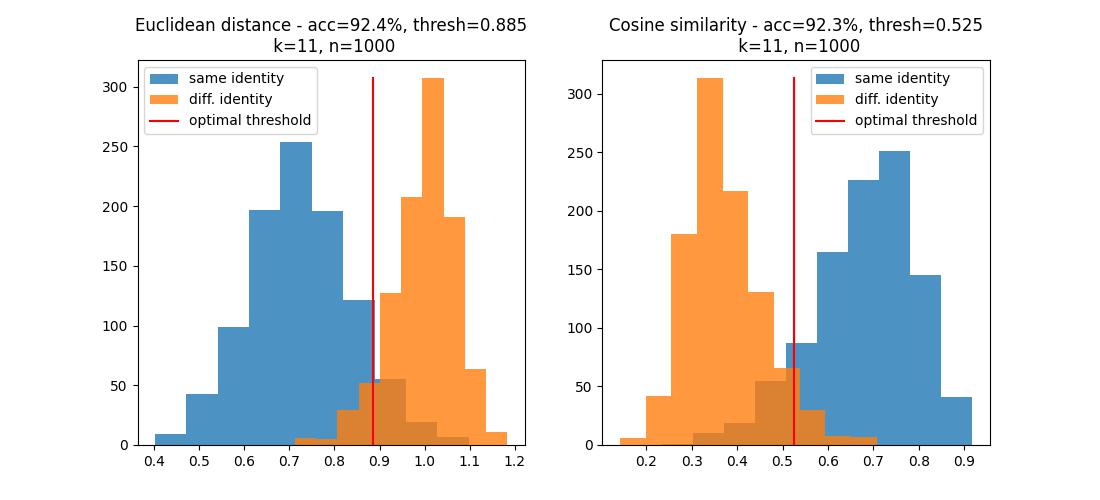 Euclidean distance - acc=92.4%, thresh=0.885
k=11, n=1000
same identity
diff. identity
optimal threshold
300
250
200
150
100
50
0
0.4 0.5 0.6 0.7 0.8 0.9 1.0 1.1 1.2
Cosine similarity - acc=92.3%, thresh=0.525
k=11, n=1000
same identity
diff. identity
optimal threshold
300
250
200
150
100
50
0
0.2 0.3 0.4 0.5 0.6 0.7 0.8 0.9